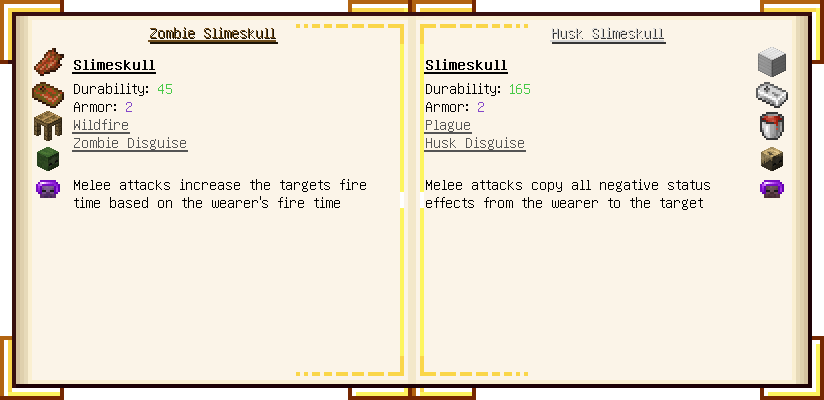 Zombie Slimeskull
Slimeskull
Durability: 45
Armor: 2
Wildfire
Zombie Disguise
Melee attacks increase the targets fire
time based on the wearer's fire time
Husk Slimeskull
Slimeskull
Durability: 165
Armor: 2
Plague
Husk Disguise
Melee attacks copy all negative status
effects from the wearer to the target